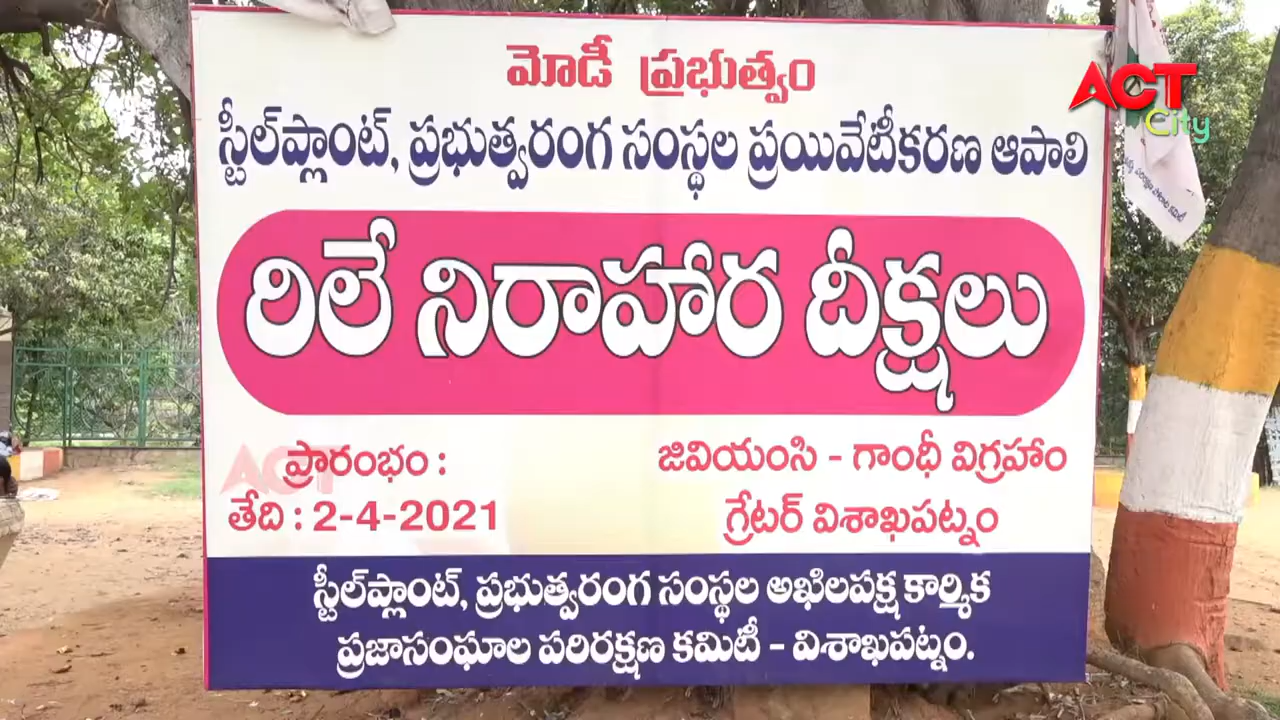 మోడీ ప్రభుత్వం
స్టీల్‌ప్లాంట్, ప్రభుత్వరంగ సంస్థల ప్రయివేటీకరణ ఆపాలి
రిలే నిరాహార దీక్షలు
ప్రారంభం :
తేది : 2-4-2021
జివియంసి - గాంధీ విగ్రహాం
గ్రేటర్ విశాఖపట్నం
స్టీల్‌ప్లాంట్, ప్రభుత్వరంగ సంస్థల అఖిలపక్ష కార్మిక
ప్రజాసంఘాల పరిరక్షణ కమిటీ - విశాఖపట్నం.
ACT
City
ACT